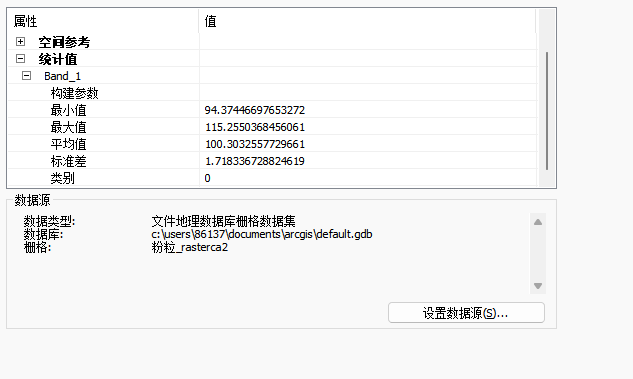 属性 值
空间参考
统计值
Band_1
构建参数
最小值 94.37446697653272
最大值 115.2550368456061
平均值 100.3032557729661
标准差 1.718336728824619
类别 0
数据源
数据类型: 文件地理数据库栅格数据集
数据库: c:\users\86137\documents\arcgis\default.gdb
栅格: 粉粒_rasterca2
设置数据源(S)...